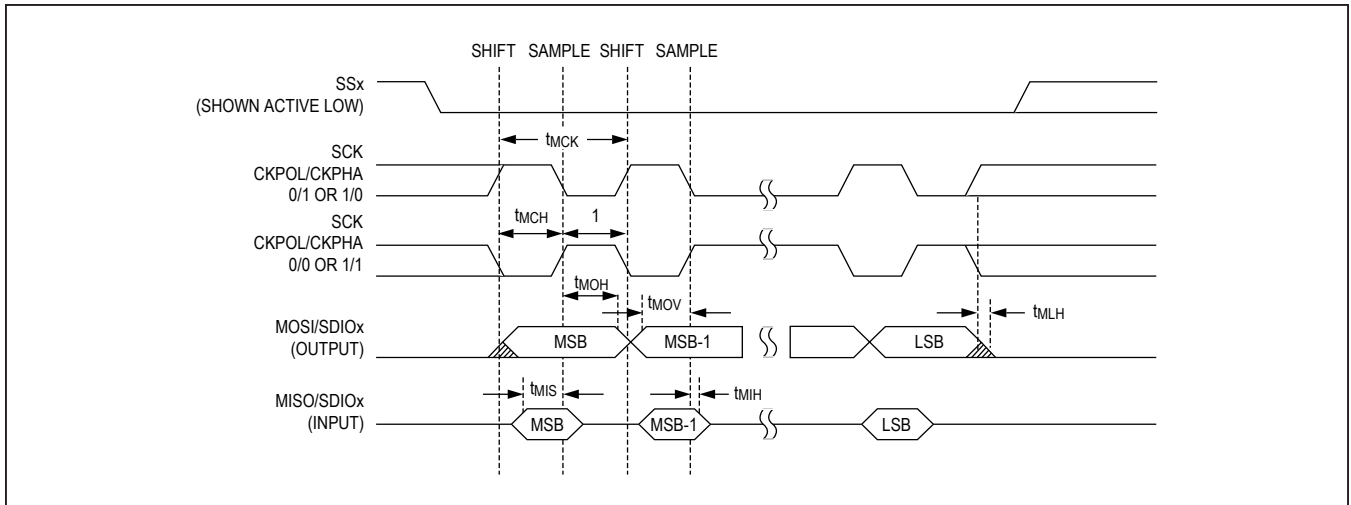 SHIFT SAMPLE SHIFT SAMPLE
SSx
(SHOWN ACTIVE LOW)
tMCK
SCK
CKPOL/CKPHA
0/1 OR 1/0
tMCH 1
SCK
CKPOL/CKPHA
0/0 OR 1/1
tMOH
tMOV
tMLH
MOSI/SDIOx
(OUTPUT)
MSB MSB-1 LSB
tMIS
tMIH
MISO/SDIOx
(INPUT)
MSB MSB-1 LSB